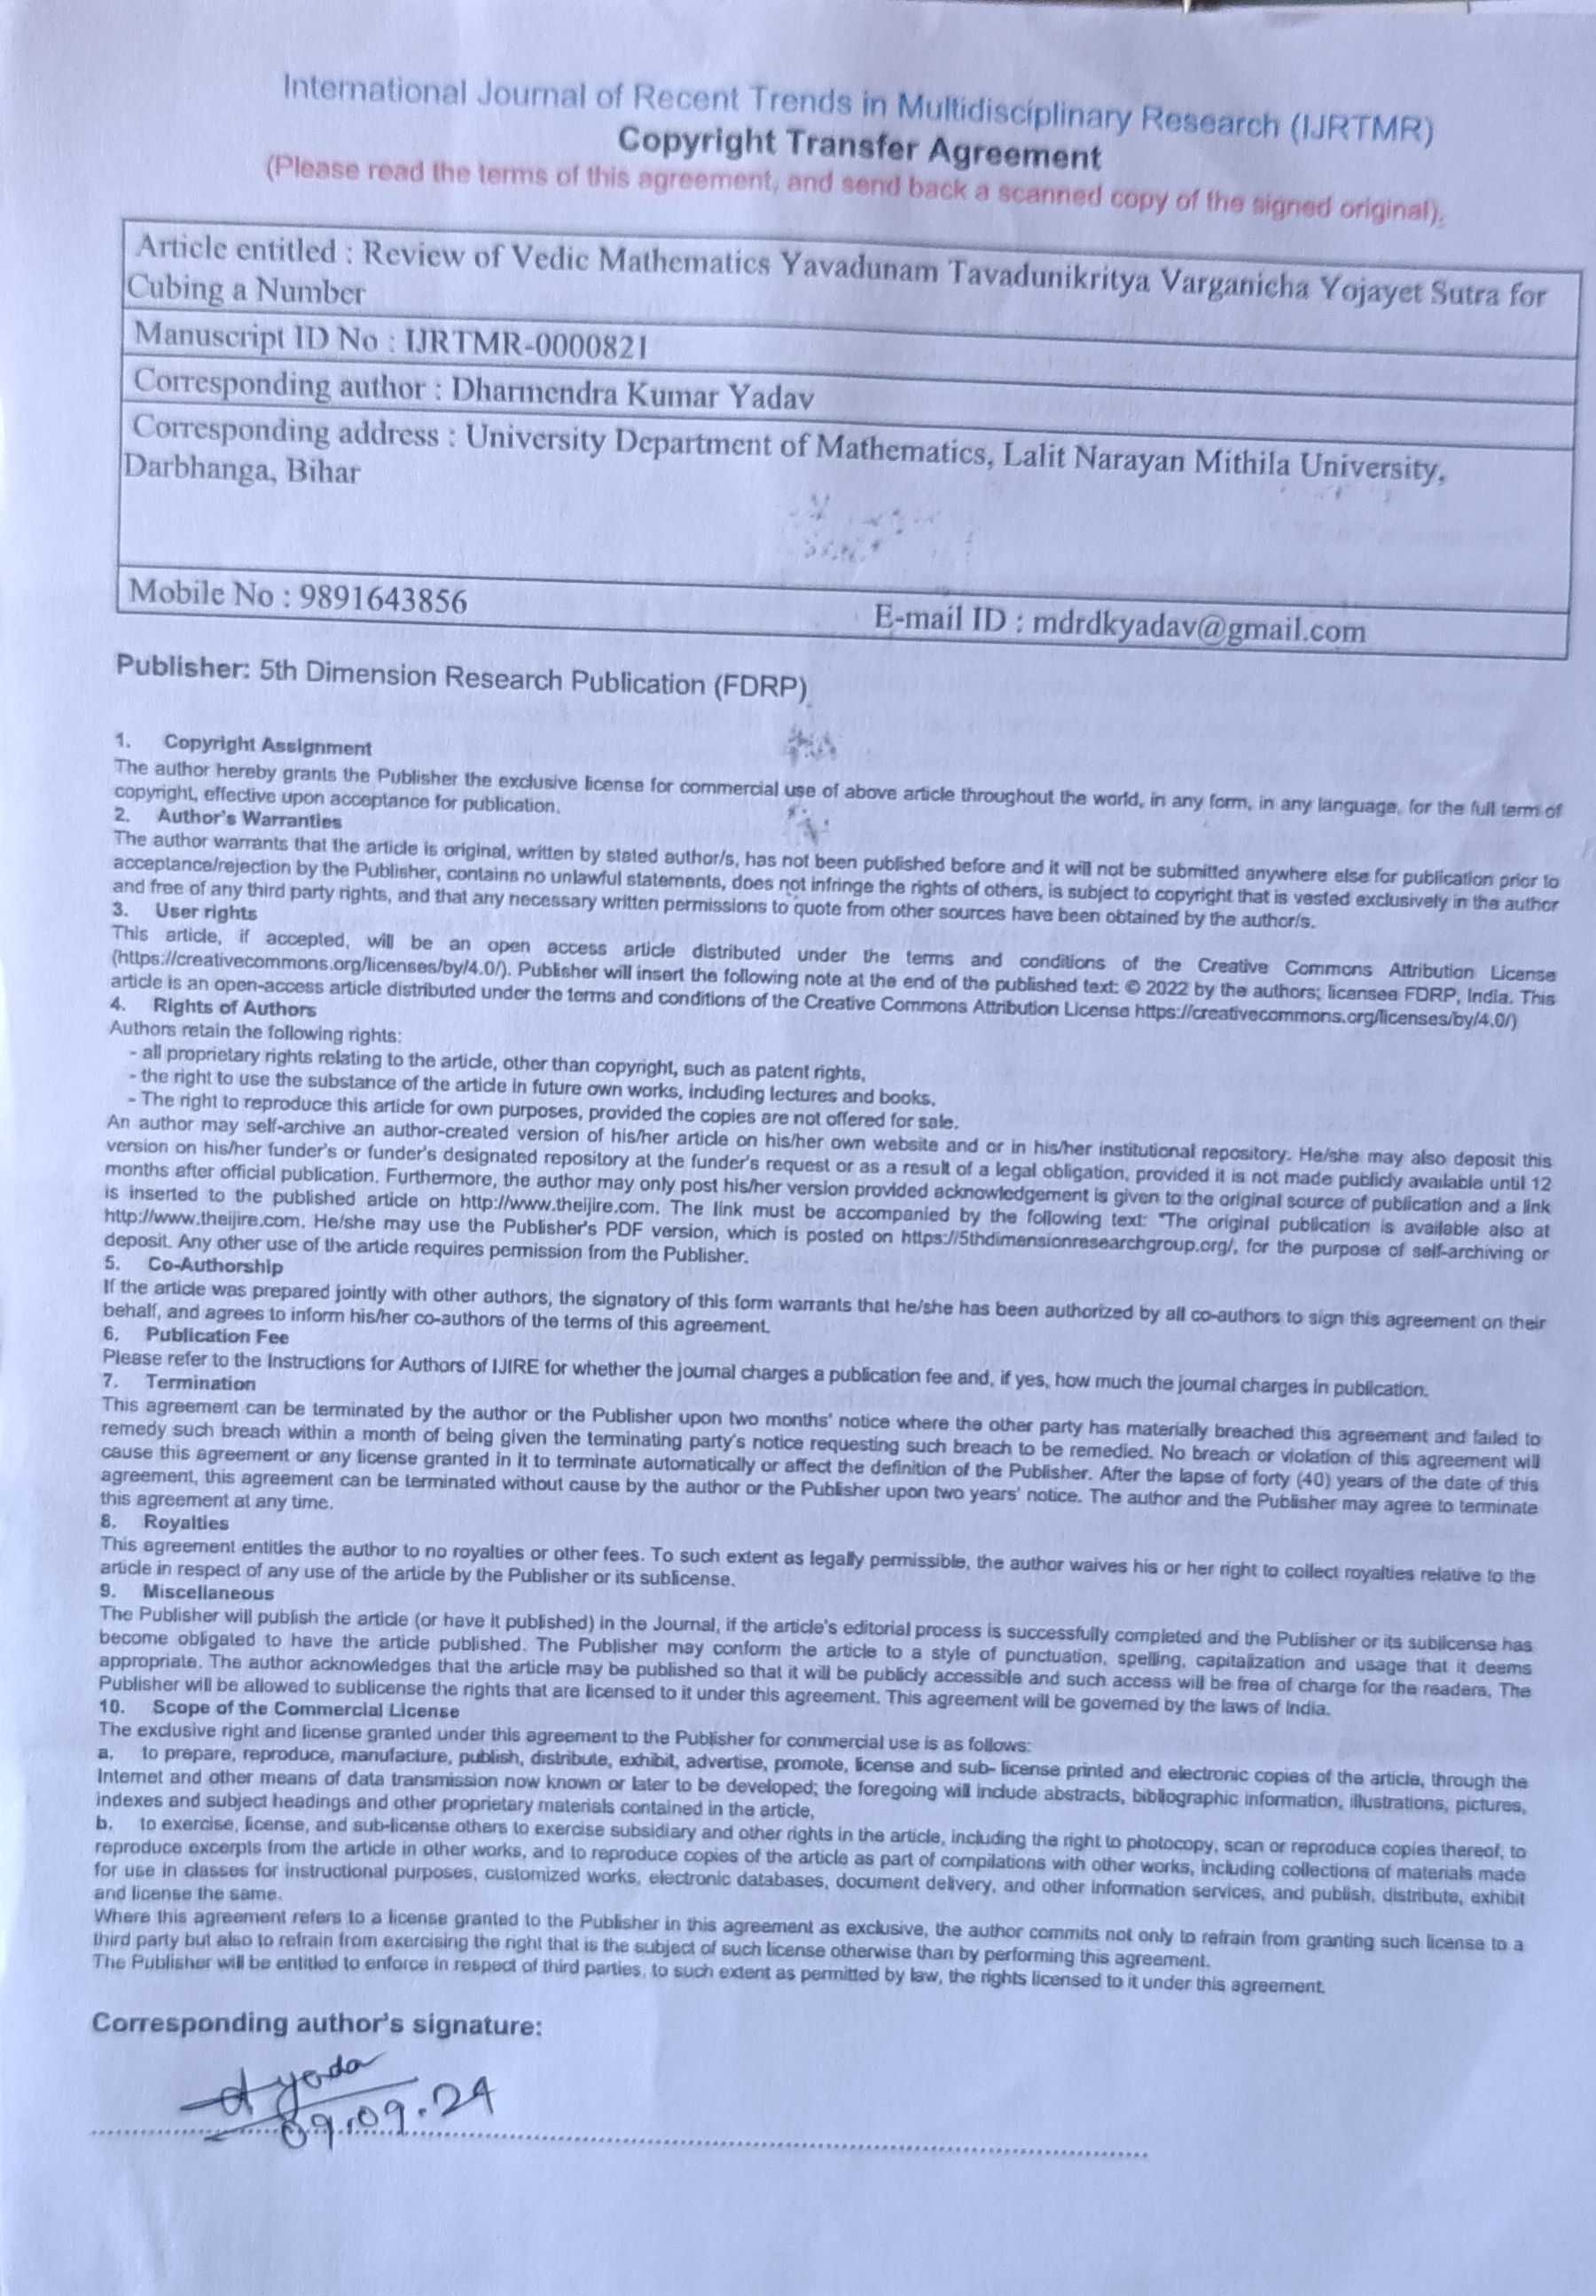 International Journal of Recent Trends in Multidisciplinary Research (IJRTMR)
Copyright Transfer Agreement
(Please read the terms of this agreement, and send back a scanned copy of the signed original).
Article entitled : Review of Vedic Mathematics Yavadunam Tavadunikritya Varganicha Yojayet Sutra for
Cubing a Number
Manuscript ID No : IJRTMR-0000821
Corresponding author : Dharmendra Kumar Yadav
Corresponding address : University Department of Mathematics, Lalit Narayan Mithila University,
Darbhanga, Bihar
Mobile No : 9891643856 E-mail ID : mdrdkyadav@gmail.com
Publisher: 5th Dimension Research Publication (FDRP)
1. Copyright Assignment
The author hereby grants the Publisher the exclusive license for commercial use of above article throughout the world, in any form, in any language, for the full term of
copyright, effective upon acceptance for publication.
2. Author's Warranties
The author warrants that the article is original, written by stated author/s, has not been published before and it will not be submitted anywhere else for publication prior to
acceptance/rejection by the Publisher, contains no unlawful statements, does not infringe the rights of others, is subject to copyright that is vested exclusively in the author
and free of any third party rights, and that any necessary written permissions to quote from other sources have been obtained by the author/s.
3. User rights
This article, if accepted, will be an open access article distributed under the terms and conditions of the Creative Commons Attribution License
(https://creativecommons.org/licenses/by/4.0/). Publisher will insert the following note at the end of the published text: © 2022 by the authors; licensee FDRP, India. This
article is an open-access article distributed under the terms and conditions of the Creative Commons Attribution License https://creativecommons.org/licenses/by/4.0/)
4. Rights of Authors
Authors retain the following rights:
- all proprietary rights relating to the article, other than copyright, such as patent rights,
- the right to use the substance of the article in future own works, including lectures and books,
- The right to reproduce this article for own purposes, provided the copies are not offered for sale.
An author may self-archive an author-created version of his/her article on his/her own website and or in his/her institutional repository. He/she may also deposit this
version on his/her funder's or funder's designated repository at the funder's request or as a result of a legal obligation, provided it is not made publicly available until 12
months after official publication. Furthermore, the author may only post his/her version provided acknowledgement is given to the original source of publication and a link
is inserted to the published article on http://www.theijire.com. The link must be accompanied by the following text: "The original publication is available also at
http://www.theijire.com. He/she may use the Publisher's PDF version, which is posted on https://5thdimensionresearchgroup.org/, for the purpose of self-archiving or
deposit. Any other use of the article requires permission from the Publisher.
5. Co-Authorship
If the article was prepared jointly with other authors, the signatory of this form warrants that he/she has been authorized by all co-authors to sign this agreement on their
behalf, and agrees to inform his/her co-authors of the terms of this agreement.
6. Publication Fee
Please refer to the Instructions for Authors of IJIRE for whether the journal charges a publication fee and, if yes, how much the journal charges in publication.
7. Termination
This agreement can be terminated by the author or the Publisher upon two months' notice where the other party has materially breached this agreement and failed to
remedy such breach within a month of being given the terminating party's notice requesting such breach to be remedied. No breach or violation of this agreement will
cause this agreement or any license granted in it to terminate automatically or affect the definition of the Publisher. After the lapse of forty (40) years of the date of this
agreement, this agreement can be terminated without cause by the author or the Publisher upon two years' notice. The author and the Publisher may agree to terminate
this agreement at any time.
8. Royalties
This agreement entitles the author to no royalties or other fees. To such extent as legally permissible, the author waives his or her right to collect royalties relative to the
article in respect of any use of the article by the Publisher or its sublicense.
9. Miscellaneous
The Publisher will publish the article (or have it published) in the Journal, if the article's editorial process is successfully completed and the Publisher or its sublicense has
become obligated to have the article published. The Publisher may conform the article to a style of punctuation, spelling, capitalization and usage that it deems
appropriate. The author acknowledges that the article may be published so that it will be publicly accessible and such access will be free of charge for the readers. The
Publisher will be allowed to sublicense the rights that are licensed to it under this agreement. This agreement will be governed by the laws of India.
10. Scope of the Commercial License
The exclusive right and license granted under this agreement to the Publisher for commercial use is as follows:
a. to prepare, reproduce, manufacture, publish, distribute, exhibit, advertise, promote, license and sub- license printed and electronic copies of the article, through the
Internet and other means of data transmission now known or later to be developed; the foregoing will include abstracts, bibliographic information, illustrations, pictures,
indexes and subject headings and other proprietary materials contained in the article,
b. to exercise, license, and sub-license others to exercise subsidiary and other rights in the article, including the right to photocopy, scan or reproduce copies thereof, to
reproduce excerpts from the article in other works, and to reproduce copies of the article as part of compilations with other works, including collections of materials made
for use in classes for instructional purposes, customized works, electronic databases, document delivery, and other information services, and publish, distribute, exhibit
and license the same.
Where this agreement refers to a license granted to the Publisher in this agreement as exclusive, the author commits not only to refrain from granting such license to a
third party but also to refrain from exercising the right that is the subject of such license otherwise than by performing this agreement.
The Publisher will be entitled to enforce in respect of third parties, to such extent as permitted by law, the rights licensed to it under this agreement.
Corresponding author's signature:
d yada
09.09.24